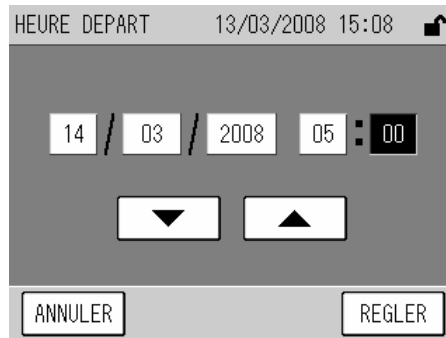 HEURE DEPART 13/03/2008 15:08
14 / 03 / 2008 05 : 00
ANNULER REGLER